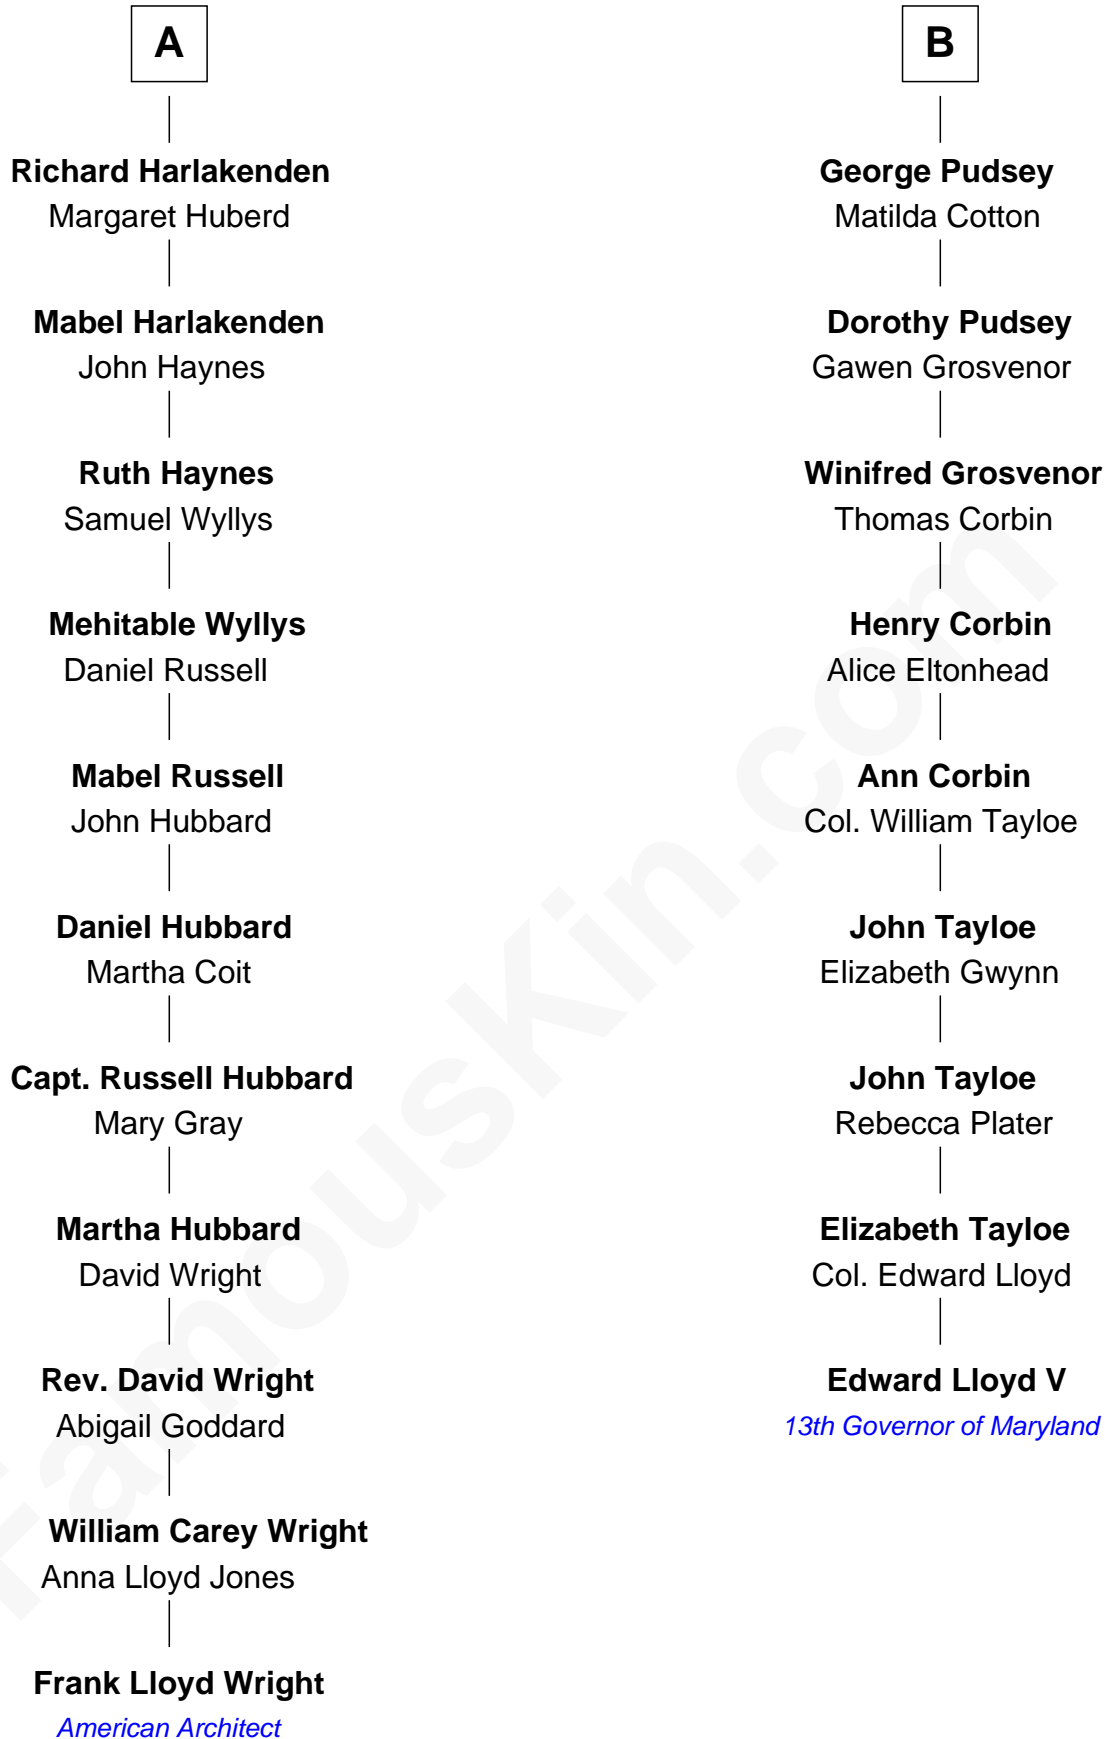 A
Richard Harlakenden
Margaret Huberd
Mabel Harlakenden
John Haynes
Ruth Haynes
Samuel Wyllys
Mehitable Wyllys
Daniel Russell
Mabel Russell
John Hubbard
Daniel Hubbard
Martha Coit
Capt. Russell Hubbard
Mary Gray
Martha Hubbard
David Wright
Rev. David Wright
Abigail Goddard
William Carey Wright
Anna Lloyd Jones
Frank Lloyd Wright
American Architect
B
George Pudsey
Matilda Cotton
Dorothy Pudsey
Gawen Grosvenor
Winifred Grosvenor
Thomas Corbin
Henry Corbin
Alice Eltonhead
Ann Corbin
Col. William Tayloe
John Tayloe
Elizabeth Gwynn
John Tayloe
Rebecca Plater
Elizabeth Tayloe
Col. Edward Lloyd
Edward Lloyd V
13th Governor of Maryland
FamousKin.com